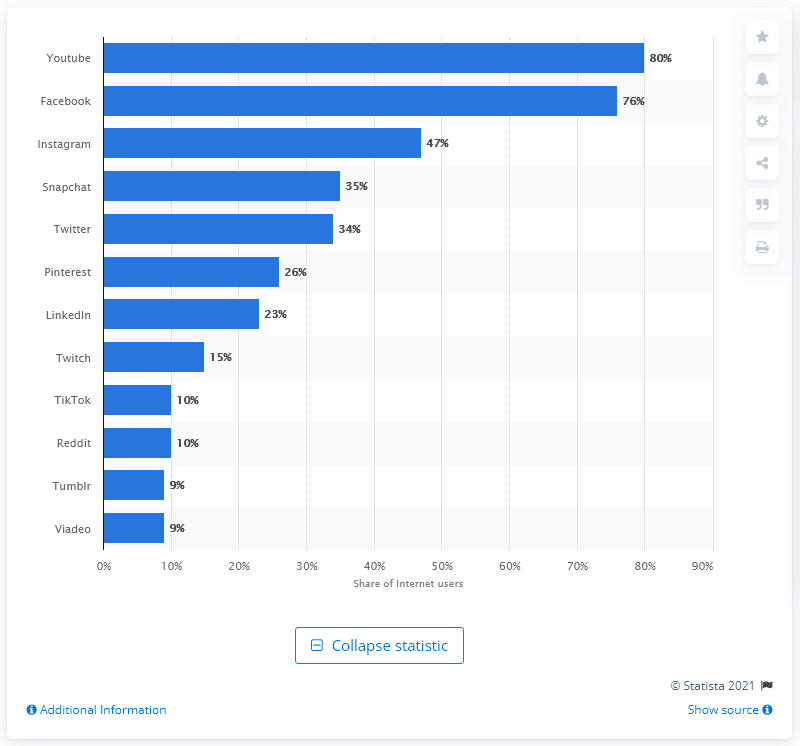 Youtube 80%
Facebook 76%
Instagram 47%
Snapchat 35%
Twitter 34%
Pinterest 26%
LinkedIn 23%
Twitch 15%
TikTok 10%
Reddit 10%
Tumblr 9%
Viadeo 9%
0% 10% 20% 30% 40% 50% 60% 70% 80% 90%
Share of Internet users
Collapse statistic
© Statista 2021
Additional Information Show source